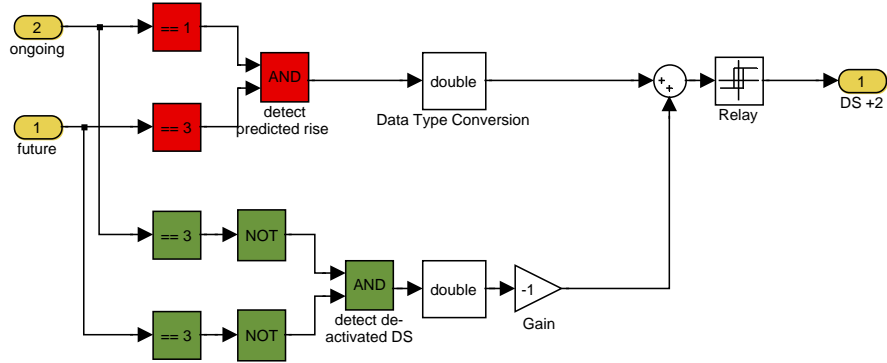 2
ongoing
== 1
AND
detect
predicted rise
1
future
== 3
double
Data Type Conversion
+
+
Relay
1
DS +2
== 3
NOT
AND
detect de-
activated DS
double
-1
Gain
== 3
NOT